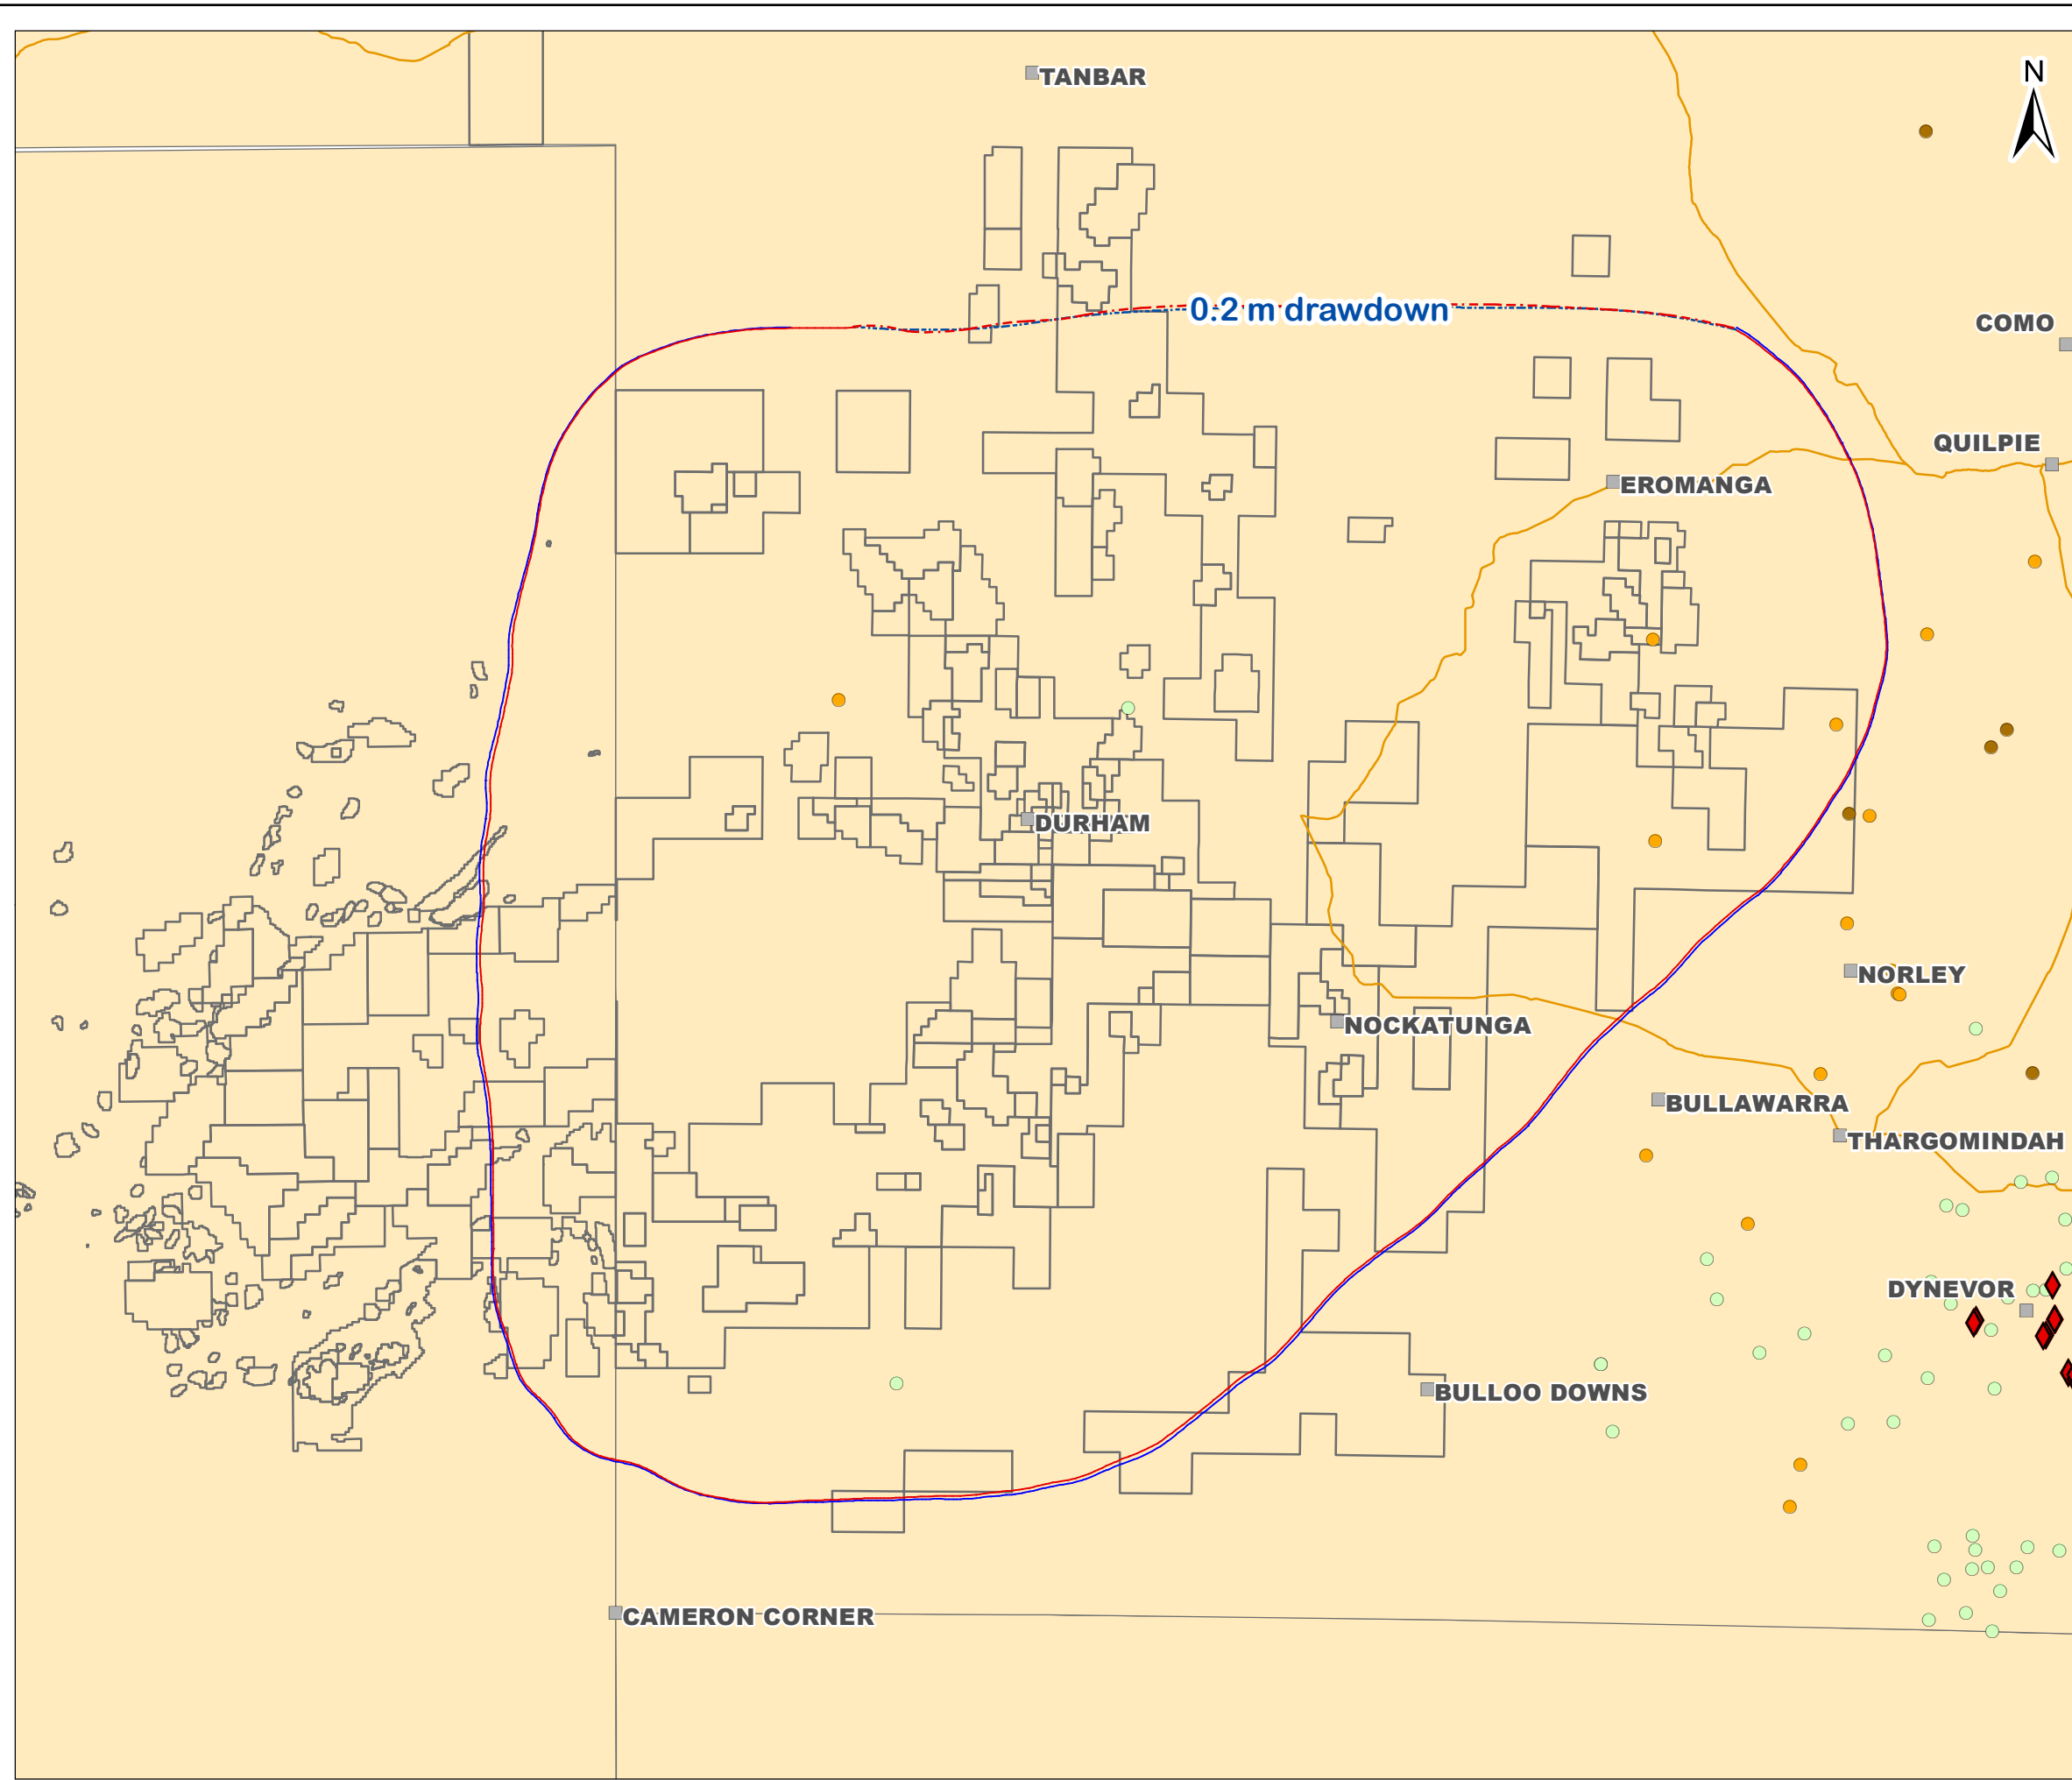 TANBAR
N
0.2 m drawdown
COMO
QUILPIE
EROMANGA
DURHAM
NORLEY
NOCKATUNGA
BULLAWARRA
THARGOMINDAH
DYNEVOR
BULLOO DOWNS
CAMERON CORNER